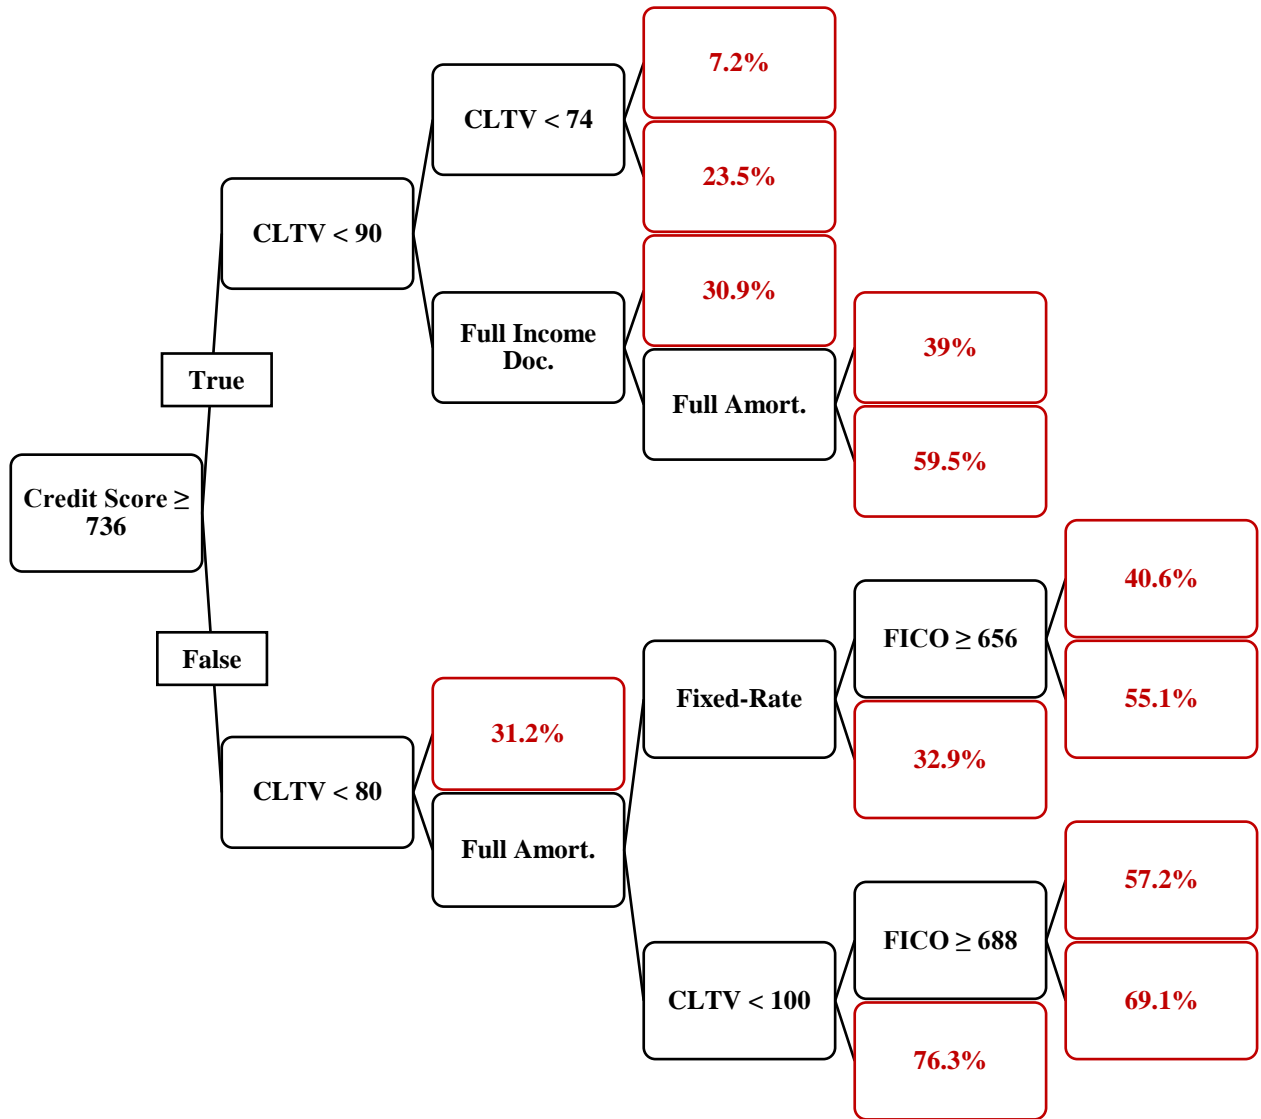 7.2%
CLTV < 74
23.5%
CLTV < 90
30.9%
Full Income
Doc.
39%
True
Full Amort.
59.5%
Credit Score ≥
736
40.6%
FICO ≥ 656
False
Fixed-Rate
55.1%
31.2%
32.9%
CLTV < 80
Full Amort.
57.2%
FICO ≥ 688
CLTV < 100
69.1%
76.3%